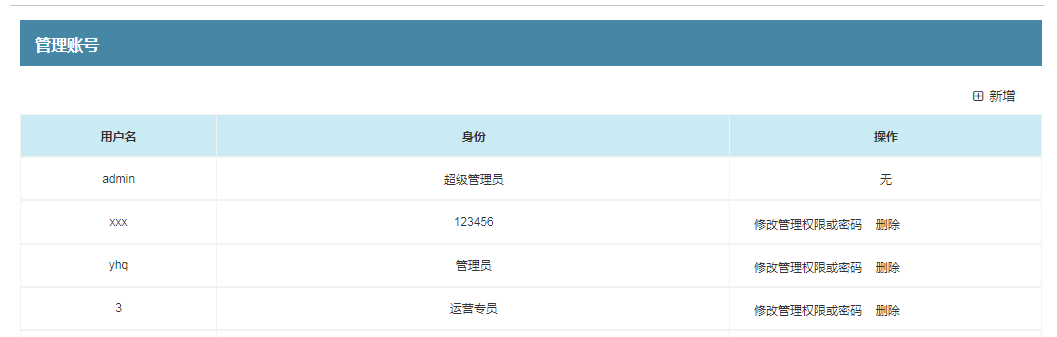 管理账号
新增
用户名 身份 操作
admin 超级管理员 无
xxx 123456 修改管理权限或密码 删除
yhq 管理员 修改管理权限或密码 删除
3 运营专员 修改管理权限或密码 删除